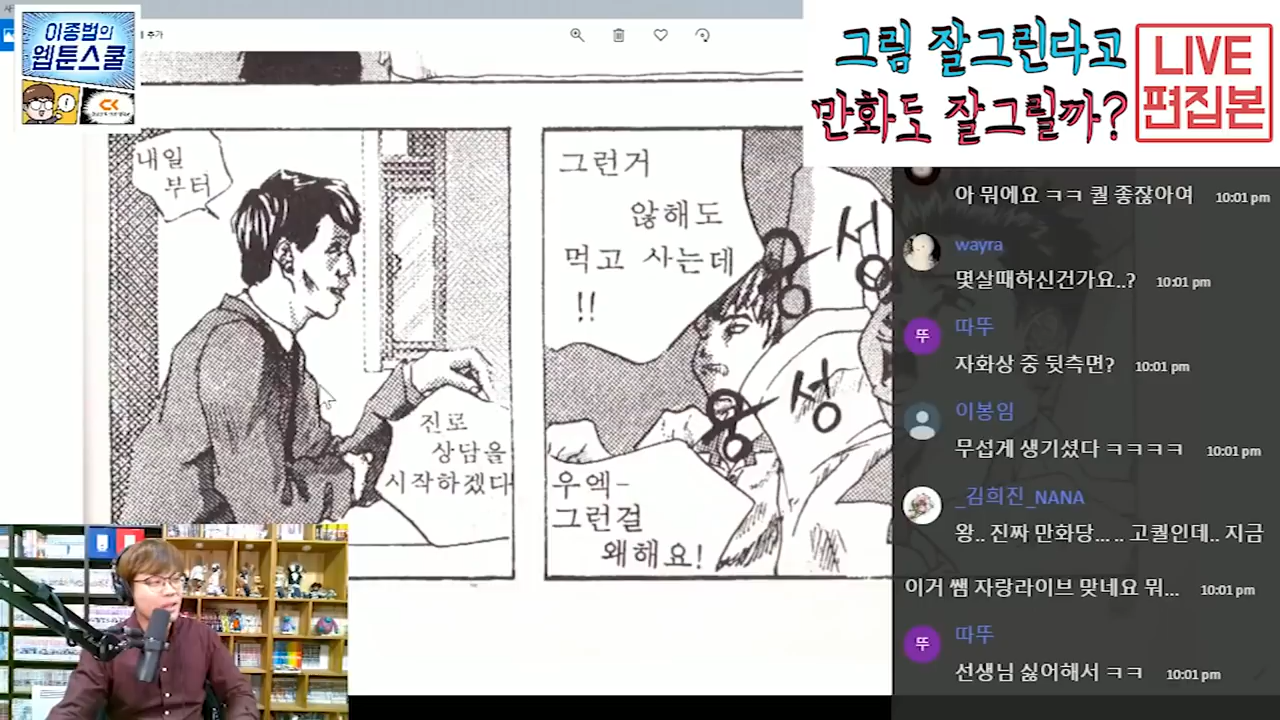 이종범의
웹툰스쿨
추가
그림 잘그린다고
만화도 잘그릴까?
LIVE
편집본
내일
부터
진로
상담을
시작하겠다
그런거
않해도
먹고 사는데
!!
우엑-
그런걸
왜해요!
성
아 뭐에요 ㅋㅋ 퀄 좋잖아여 10:01 pm
wayra
몇살때하신건가요..? 10:01 pm
뚜
따뚜
자화상 중 뒷측면? 10:01 pm
이봉임
무섭게 생기셨다 ㅋㅋㅋㅋ 10:01 pm
_김희진_NANA
왕.. 진짜 만화당... .. 고퀄인데.. 지금
이거 쌤 자랑라이브 맞네요 뭐... 10:01 pm
뚜
따뚜
선생님 싫어해서 ㅋㅋ 10:01 pm